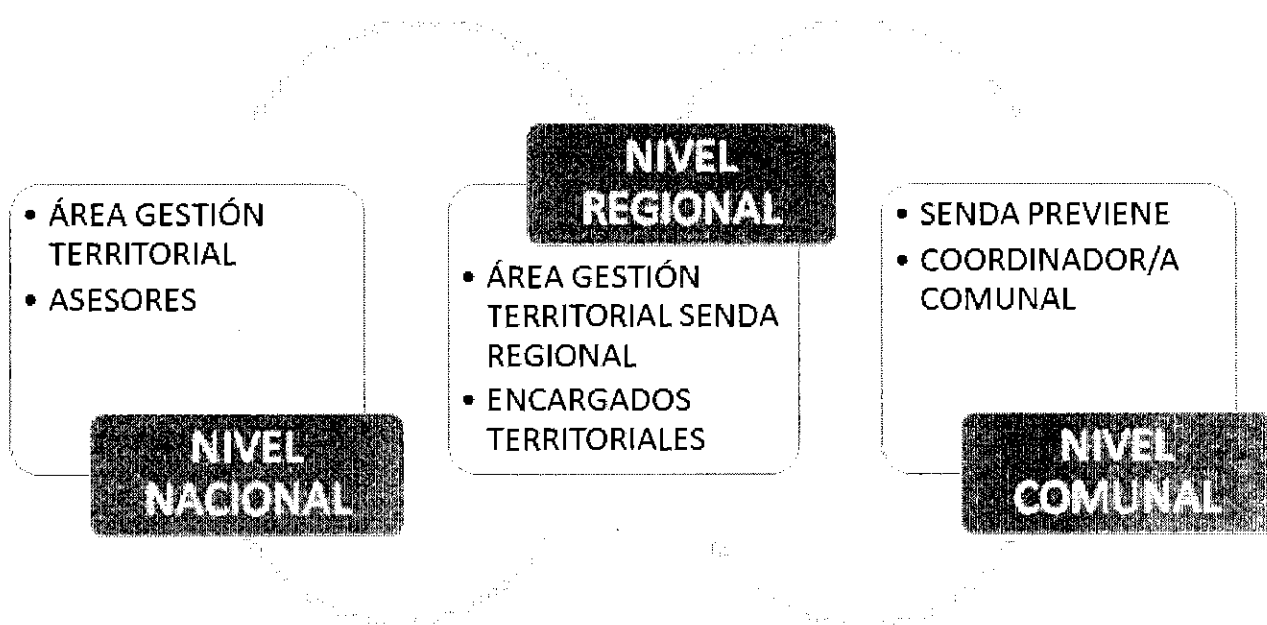 • ÁREA GESTIÓN
TERRITORIAL
• ASESORES
NIVEL
NACIONAL
NIVEL
REGIONAL
• ÁREA GESTIÓN
TERRITORIAL SENDA
REGIONAL
• ENCARGADOS
TERRITORIALES
• SENDA PREVIENE
• COORDINADOR/A
COMUNAL
NIVEL
COMUNAL